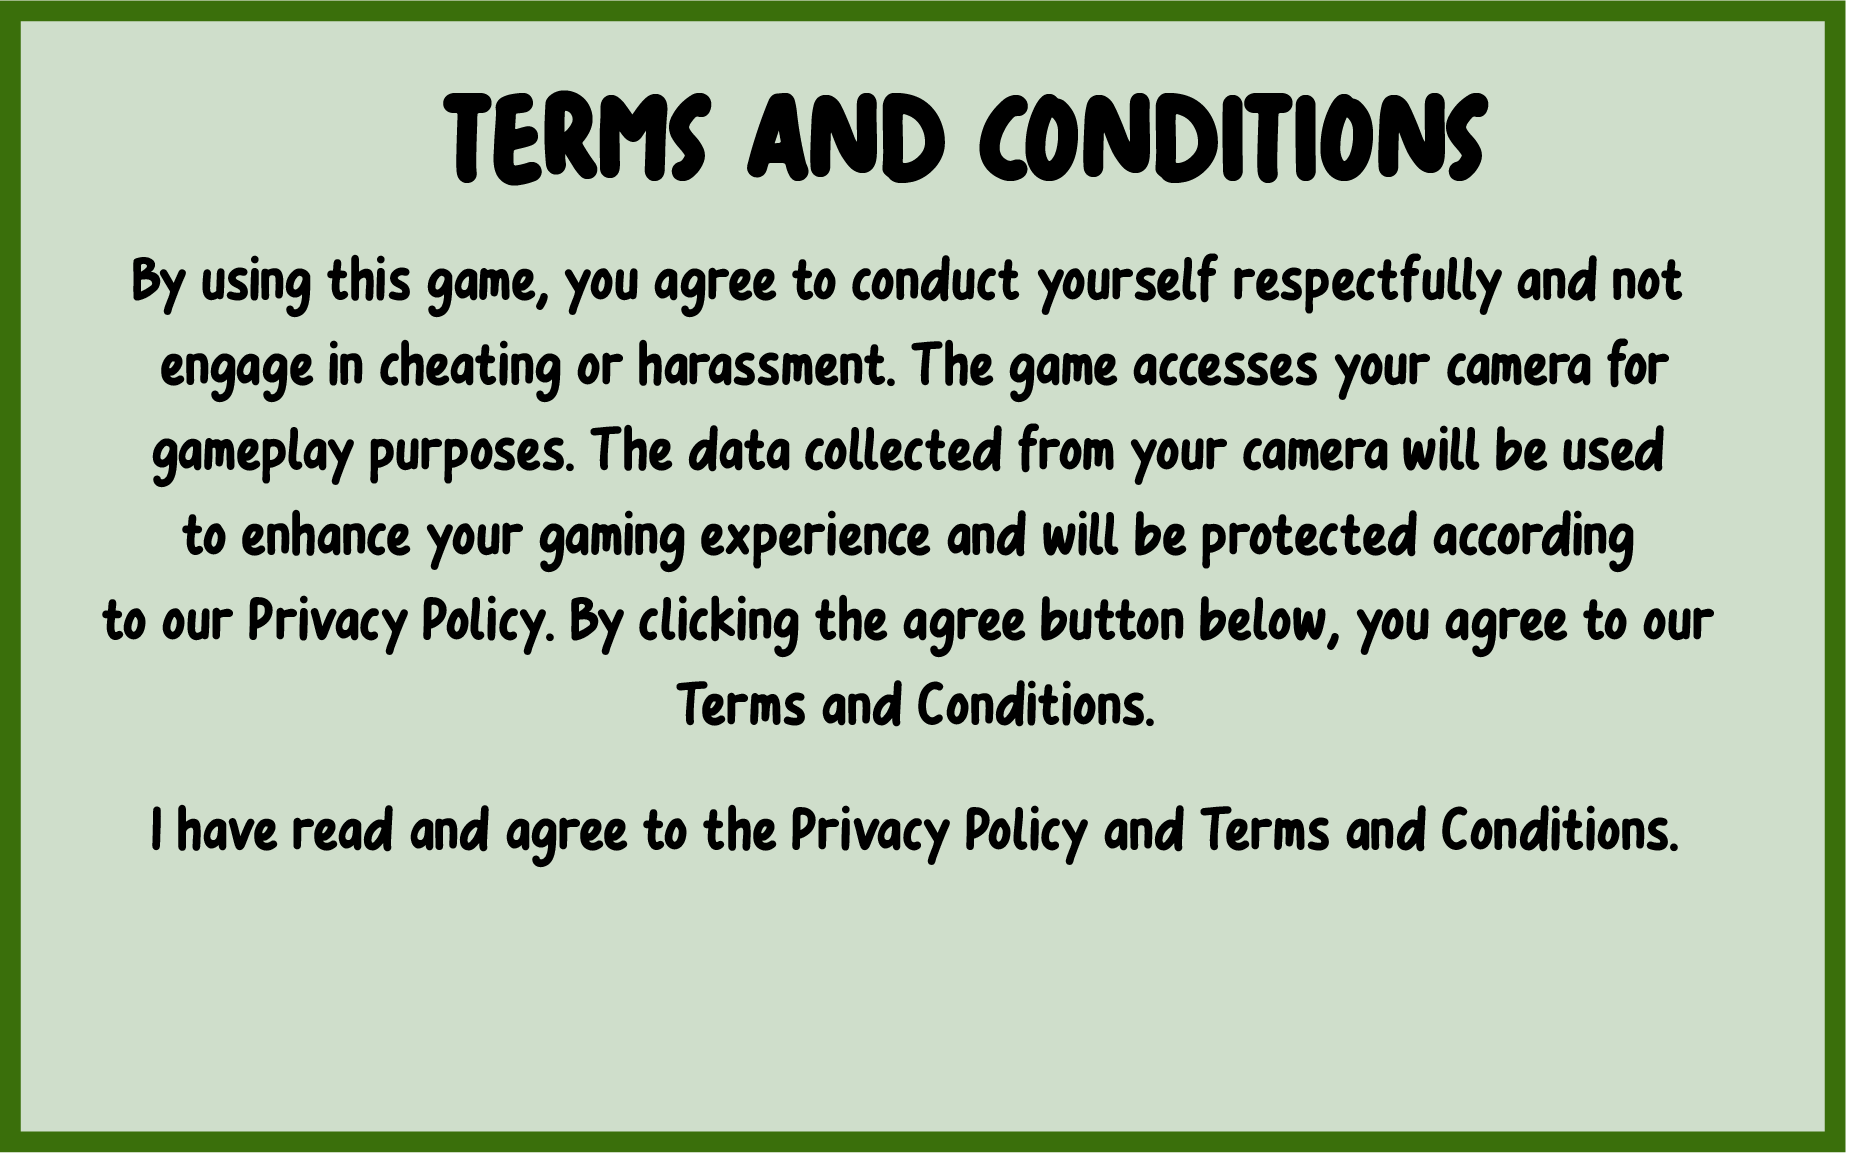 TERMS AND CONDITIONS
By using this game, you agree to conduct yourself respectfully and not
engage in cheating or harassment. The game accesses your camera for
gameplay purposes. The data collected from your camera will be used
to enhance your gaming experience and will be protected according
to our Privacy Policy. By clicking the agree button below, you agree to our
Terms and Conditions.
I have read and agree to the Privacy Policy and Terms and Conditions.